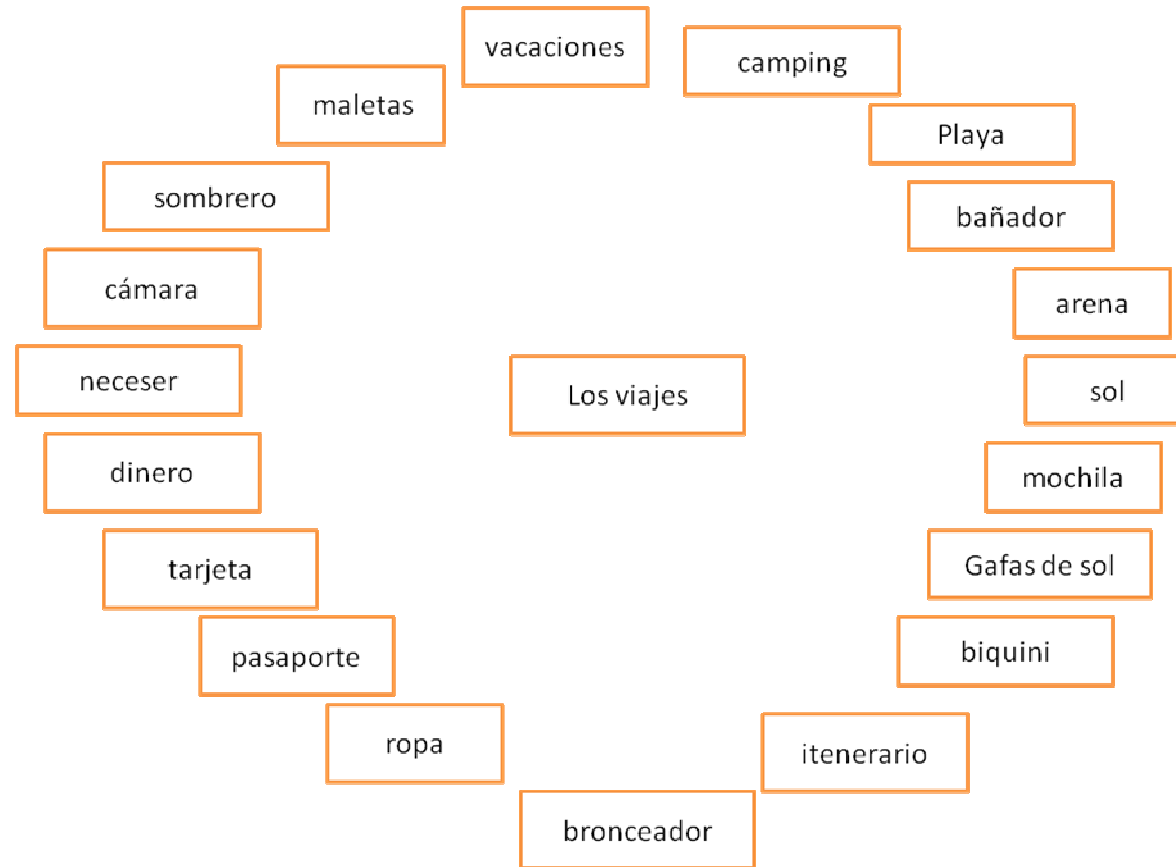 vacaciones
camping
maletas
Playa
sombrero
bañador
cámara
arena
neceser
Los viajes
sol
dinero
mochila
tarjeta
Gafas de sol
pasaporte
biquini
ropa
itenerario
bronceador